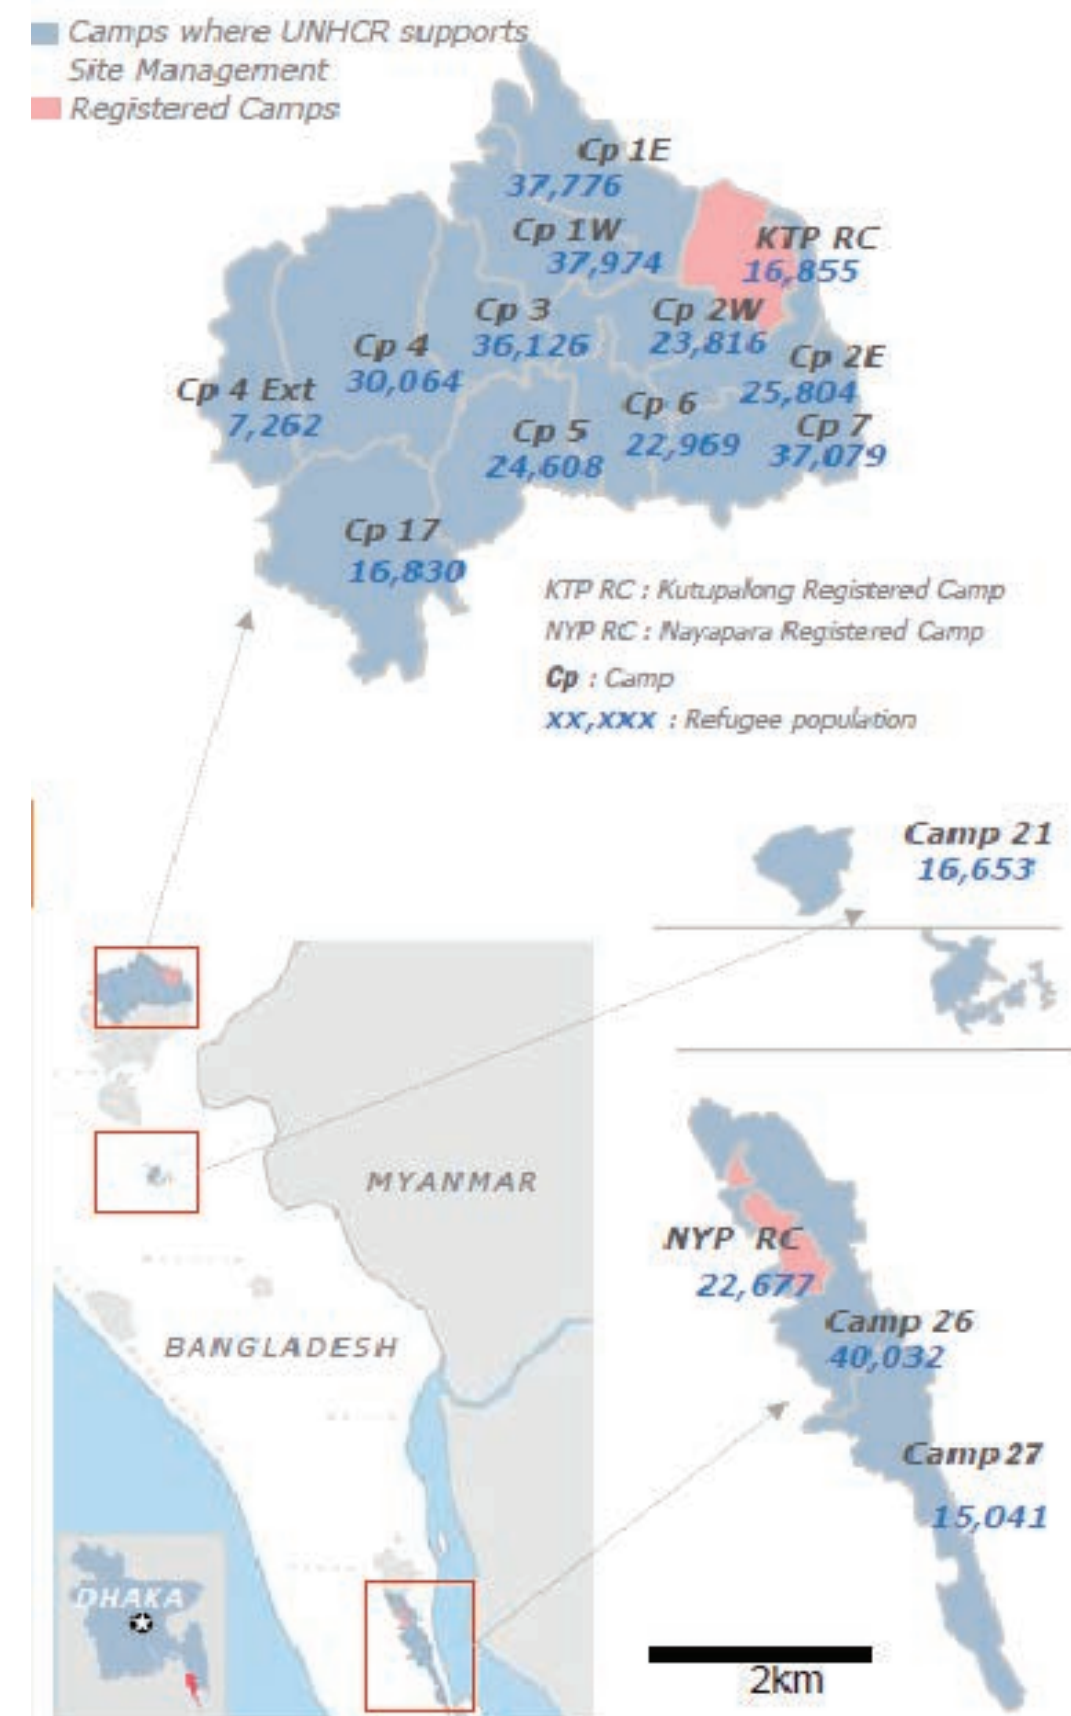 Camps where UNHCR supports
Site Management
Registered Camps
Cp 1E
37,776
Cp 1W
37,974
KTP RC
16,855
Cp 3
36,126
Cp 2W
23,816
Cp 4
30,064
Cp 2E
25,804
Cp 4 Ext
7,262
Cp 6
22,969
Cp 5
24,608
Cp 7
37,079
Cp 17
16,830
KTP RC : Kutupalong Registered Camp
NYP RC : Nayapara Registered Camp
Cp : Camp
xx,xxx : Refugee population
Camp 21
16,653
MYANMAR
NYP RC
22,677
Camp 26
40,032
BANGLADESH
Camp 27
15,041
DHAKA
2km